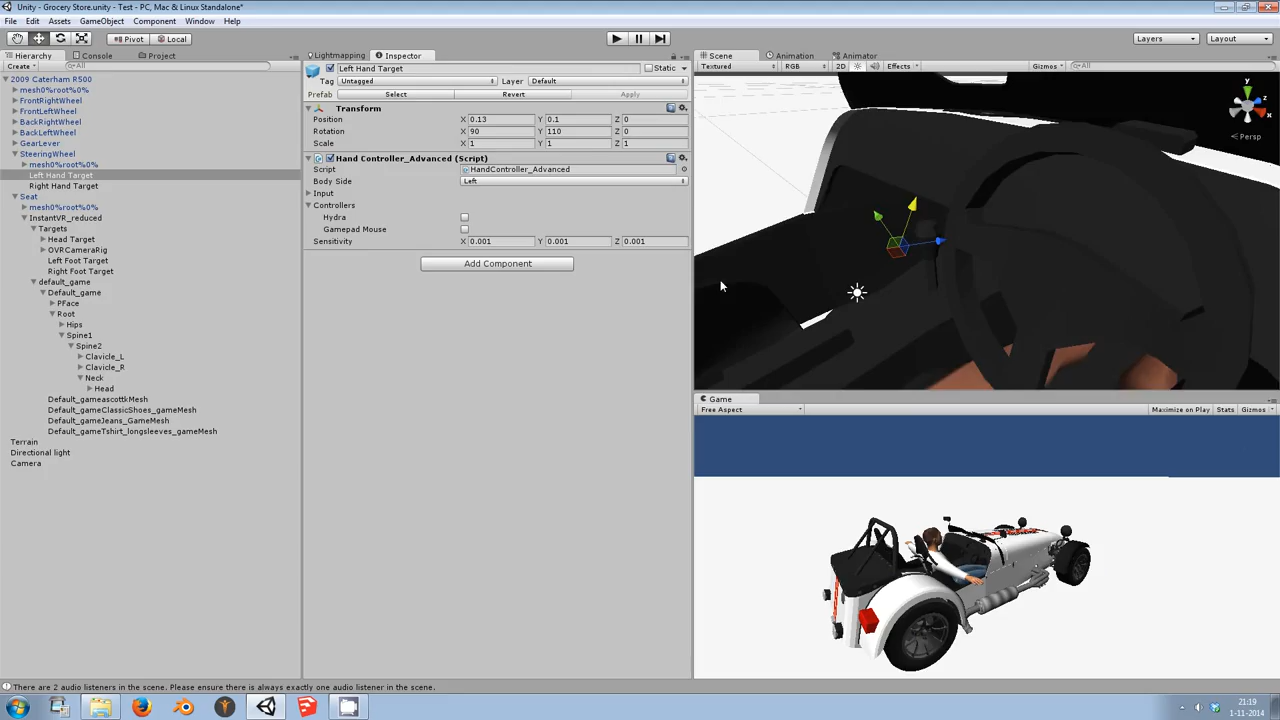 Unity - Grocery Store.unity - Test - PC, Mac & Linux Standalone*
File Edit Assets GameObject Component Window Help
Pivot Local Layers Layout
Hierarchy Console Project
Create All
2009 Caterham R500
mesh0%root%0%
FrontRightWheel
FrontLeftWheel
BackRightWheel
BackLeftWheel
GearLever
SteeringWheel
mesh0%root%0%
Left Hand Target
Right Hand Target
Seat
mesh0%root%0%
InstantVR_reduced
Targets
Head Target
OVRCameraRig
Left Foot Target
Right Foot Target
default_game
Default_game
PFace
Root
Hips
Spine1
Spine2
Clavicle_L
Clavicle_R
Neck
Head
Default_gameascottkMesh
Default_gameClassicShoes_gameMesh
Default_gameJeans_GameMesh
Default_gameTshirt_longsleeves_gameMesh
Terrain
Directional light
Camera
Lightmapping Inspector
Left Hand Target Static
Tag Untagged Layer Default
Prefab Select Revert Apply
Transform
Position X 0.13 Y 0.1 Z 0
Rotation X 90 Y 110 Z 0
Scale X 1 Y 1 Z 1
Hand Controller_Advanced (Script)
Script HandController_Advanced
Body Side Left
Input
Controllers
Hydra
Gamepad Mouse
Sensitivity X 0.001 Y 0.001 Z 0.001
Add Component
Scene Animation Animator
Textured RGB 2D Effects Gizmos All
y
x
Persp
Game
Free Aspect Maximize on Play Stats Gizmos
There are 2 audio listeners in the scene. Please ensure there is always exactly one audio listener in the scene.
21:19
1-11-2014